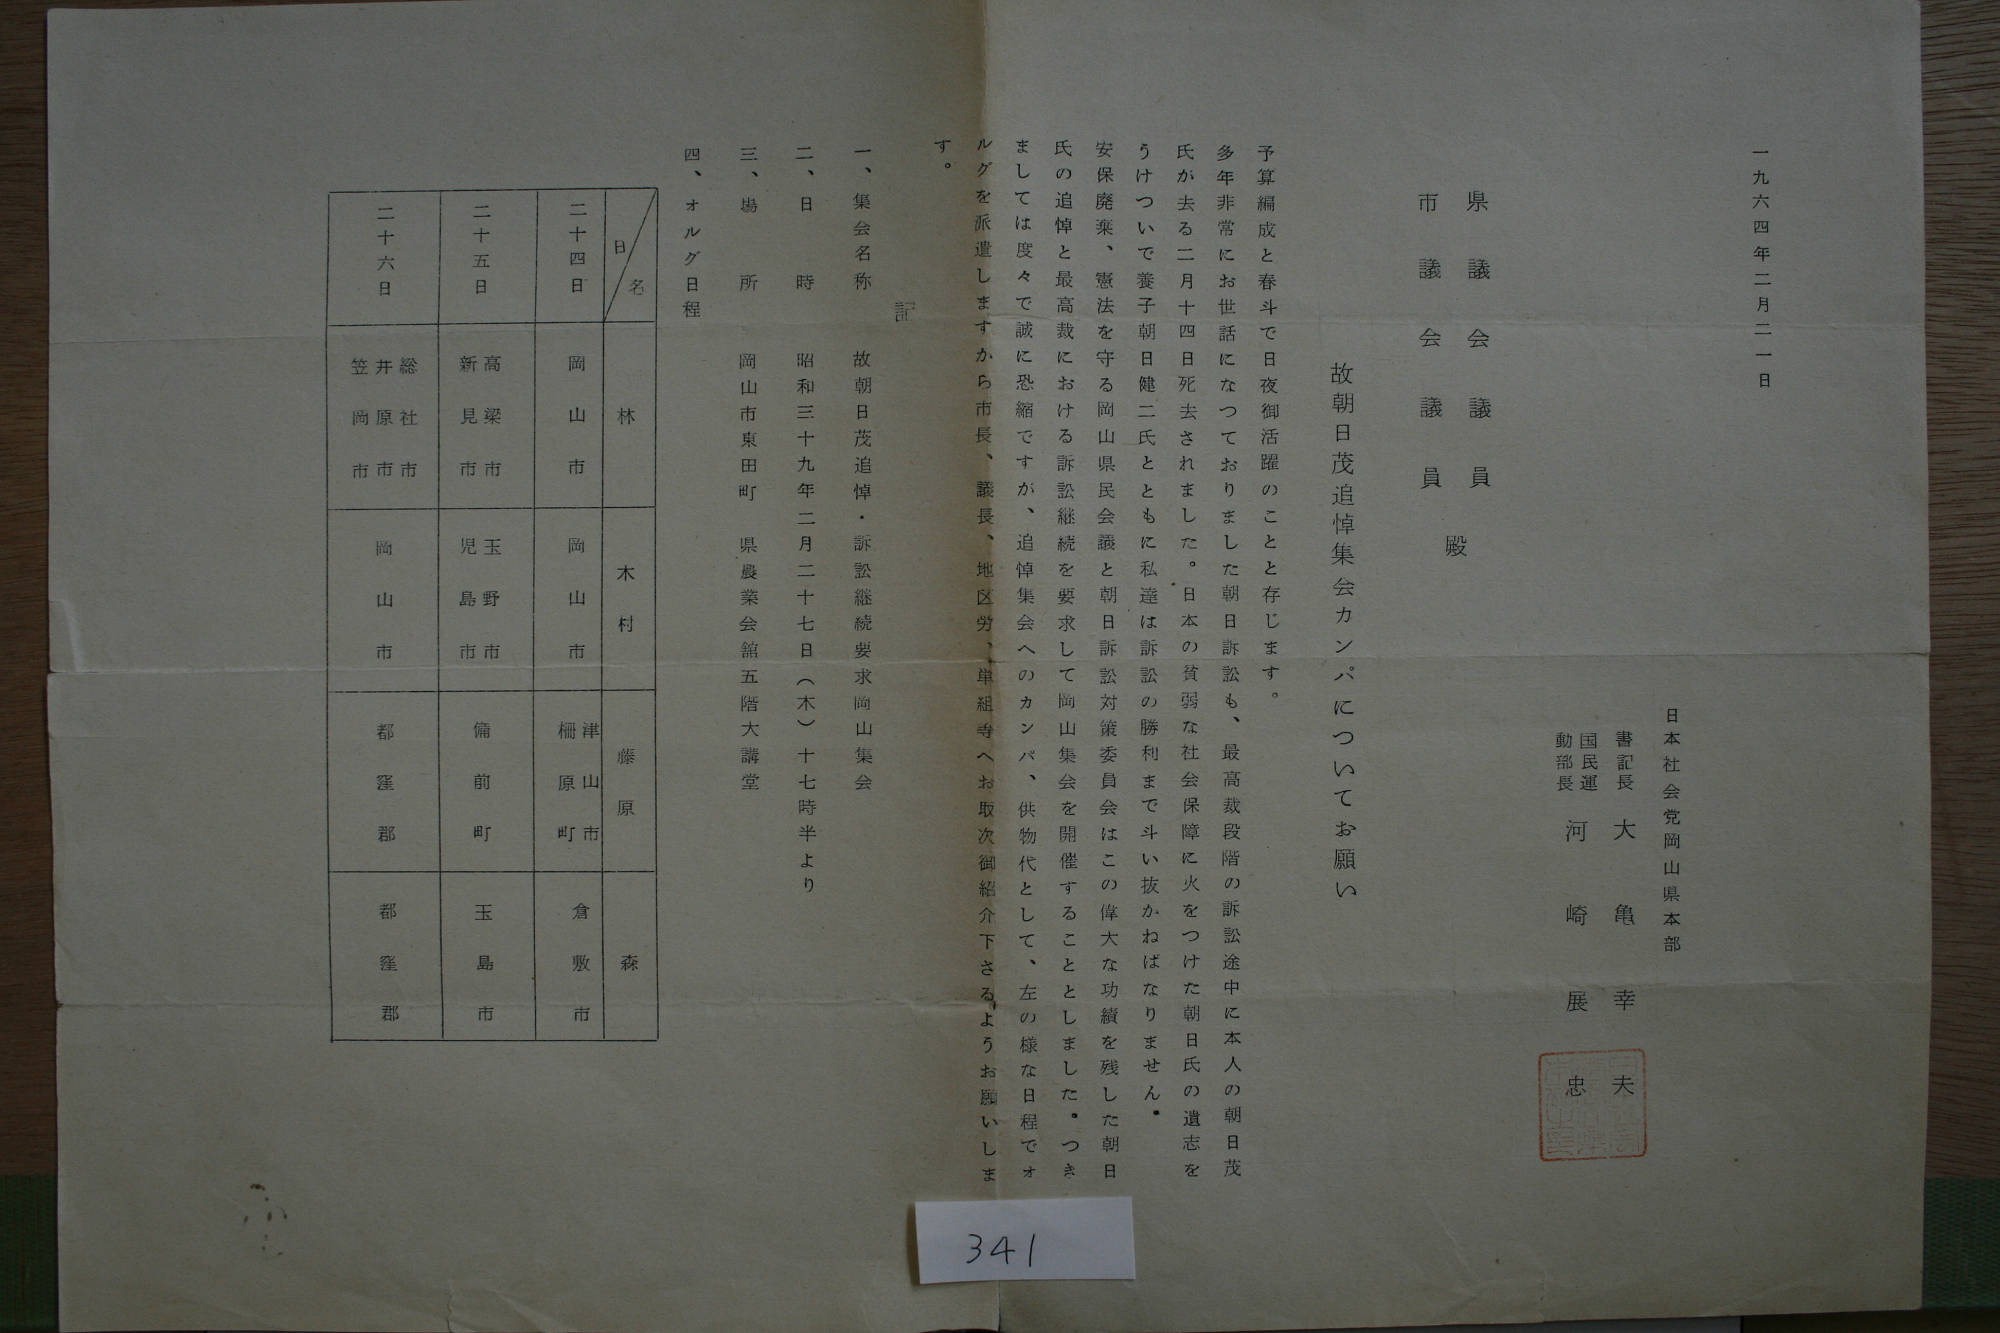 一九六四年二月二一日
日本社会党岡山県本部
書記長 大亀幸夫
国民運動部長 河崎展忠
県議会議員
市議会議員 殿
故朝日茂追悼集会カンパについてお願い
予算編成と春斗で日夜御活躍のことと存じます。
多年非常にお世話になつておりました朝日訴訟も、最高裁段階の訴訟途中に本人の朝日茂
氏が去る二月十四日死去されました。日本の貧弱な社会保障に火をつけた朝日氏の遺志を
うけついで養子朝日健二氏とともに私達は訴訟の勝利まで斗い抜かねばなりません。
安保廃棄、憲法を守る岡山県民会議と朝日訴訟対策委員会はこの偉大な功績を残した朝日
氏の追悼と最高裁における訴訟継続を要求して岡山集会を開催することとしました。つき
ましては度々で誠に恐縮ですが、追悼集会へのカンパ、供物代として、左の様な日程でオ
ルグを派遣しますから市長、議長、地区労、単組等へお取次御紹介下さるようお願いしま
す。
記
一、集会名称 故朝日茂追悼・訴訟継続要求岡山集会
二、日時 昭和三十九年二月二十七日（木）十七時半より
三、場所 岡山市東田町 県農業会館五階大講堂
四、オルグ日程
日 名 林 木村 藤原 森
二十四日 岡山市 岡山市 津山市 柵原町 倉敷市
二十五日 高梁市 新見市 玉野市 児島市 備前町 玉島市
二十六日 総社市 井原市 笠岡市 岡山市 都窪郡 都窪郡
341